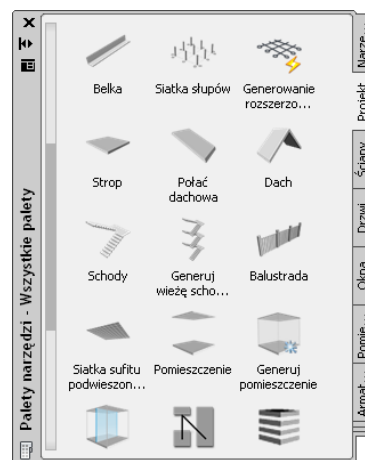 Belka
Siatka słupów
Generowanie
rozszerzo...
Strop
Połać
dachowa
Dach
Schody
Generuj
wieżę scho...
Balustrada
Siatka sufitu
podwieszon...
Pomieszczenie
Generuj
pomieszczenie
Palety narzędzi - Wszystkie palety
Narze...
Projekt
Ściany
Drzwi
Okna
Pomie...
Armat...